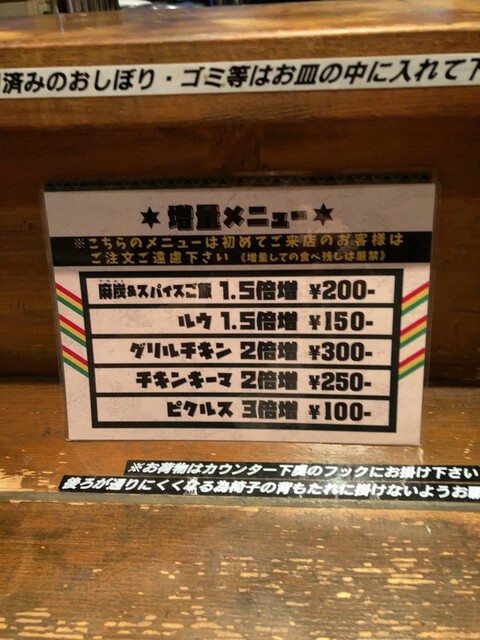 済みのおしぼり・ゴミ等はお皿の中に入れて下
★増量メニュー★
※こちらのメニューは初めてご来店のお客様は
ご注文ご遠慮下さい《増量しての食べ残しは厳禁》
麻炭&スパイスご飯 1.5倍増 ¥200-
ルウ 1.5倍増 ¥150-
グリルチキン 2倍増 ¥300-
チキンキーマ 2倍増 ¥250-
ピクルス 3倍増 ¥100-
※お荷物はカウンター下奥のフックにお掛け下さい
後ろが通りにくくなる為椅子の背もたれに掛けないようお願